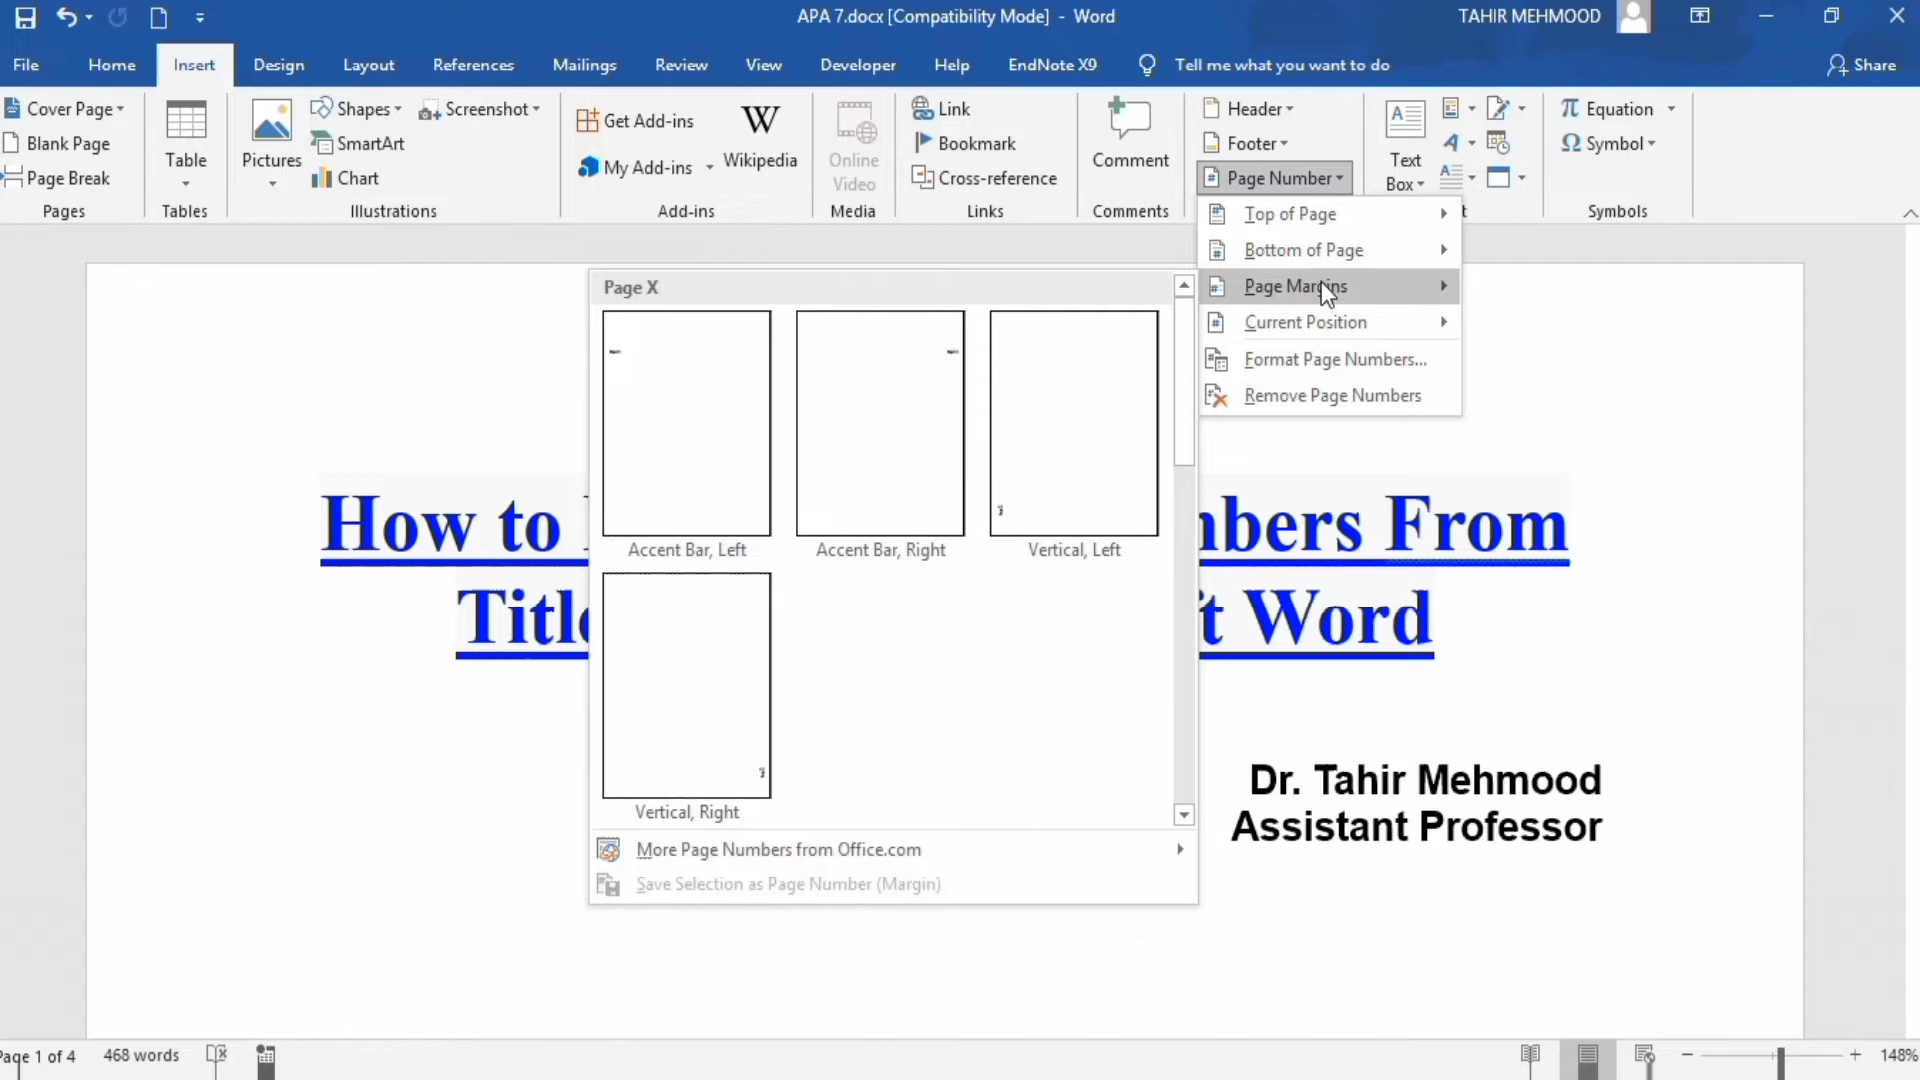 APA 7.docx [Compatibility Mode] - Word
TAHIR MEHMOOD
File
Home
Insert
Design
Layout
References
Mailings
Review
View
Developer
Help
EndNote X9
Tell me what you want to do
Share
Cover Page
Blank Page
Page Break
Pages
Table
Tables
Pictures
Shapes
SmartArt
Chart
Screenshot
Illustrations
Get Add-ins
My Add-ins
Wikipedia
Add-ins
Online
Video
Media
Link
Bookmark
Cross-reference
Links
Comment
Comments
Header
Footer
Page Number
Text
Box
t
Equation
Symbol
Symbols
Top of Page
Bottom of Page
Page Margins
Current Position
Format Page Numbers...
Remove Page Numbers
Page X
Accent Bar, Left
Accent Bar, Right
Vertical, Left
Vertical, Right
More Page Numbers from Office.com
Save Selection as Page Number (Margin)
How to nbers From
Title t Word
Dr. Tahir Mehmood
Assistant Professor
Page 1 of 4
468 words
148%